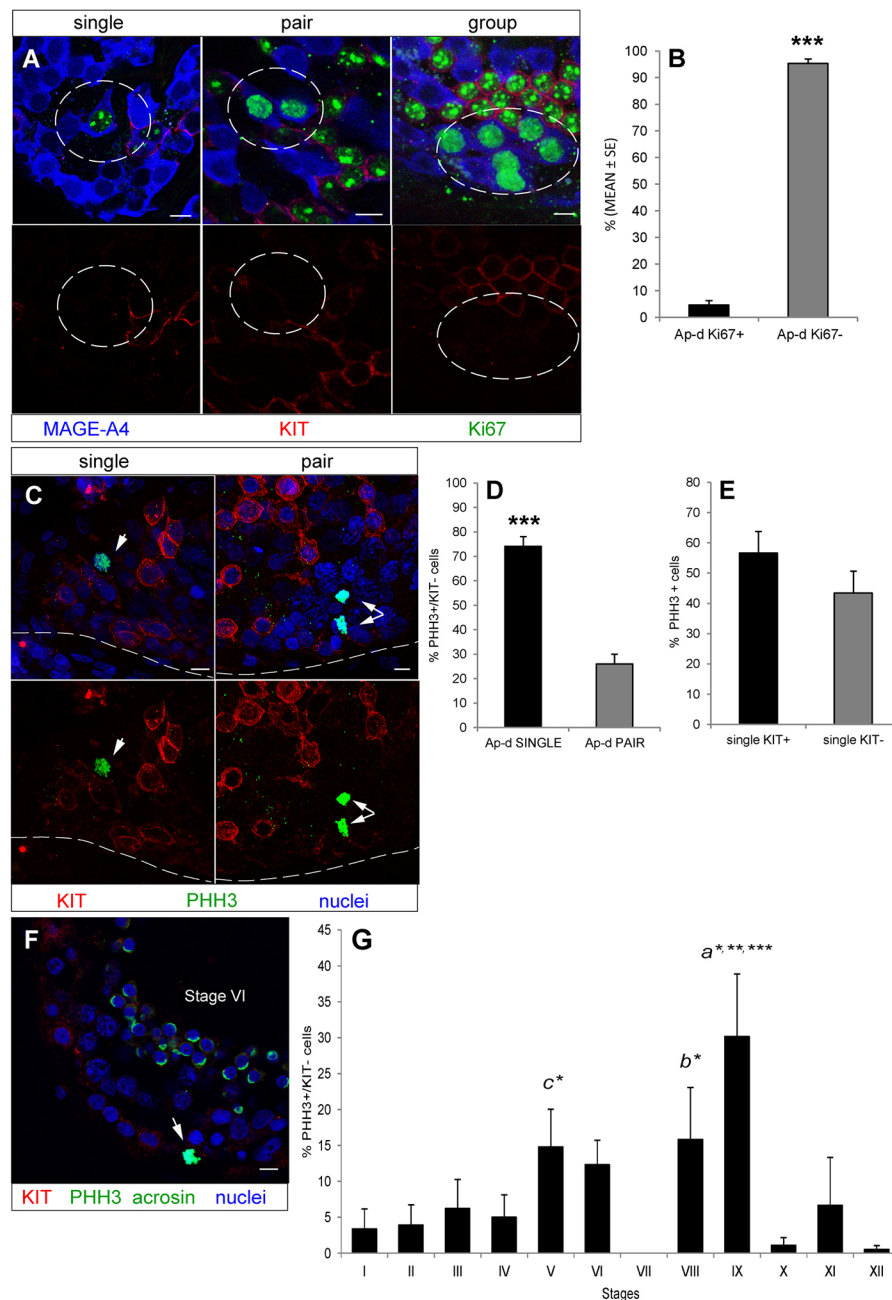 single pair group
A
MAGE-A4 KIT Ki67
B
***
100
90
80
70
60
50
40
30
20
10
0
% (MEAN ± SE)
Ap-d Ki67+ Ap-d Ki67-
single pair
C
KIT PHH3 nuclei
D
***
100
90
80
70
60
50
40
30
20
10
0
% PHH3+/KIT- cells
Ap-d SINGLE Ap-d PAIR
E
80
70
60
50
40
30
20
10
0
% PHH3 + cells
single KIT+ single KIT-
F
Stage VI
KIT PHH3 acrosin nuclei
G
45
40
35
30
25
20
15
10
5
0
% PHH3+/KIT- cells
c*
b*
a*,**,***
I II III IV V VI VII VIII IX X XI XII
Stages